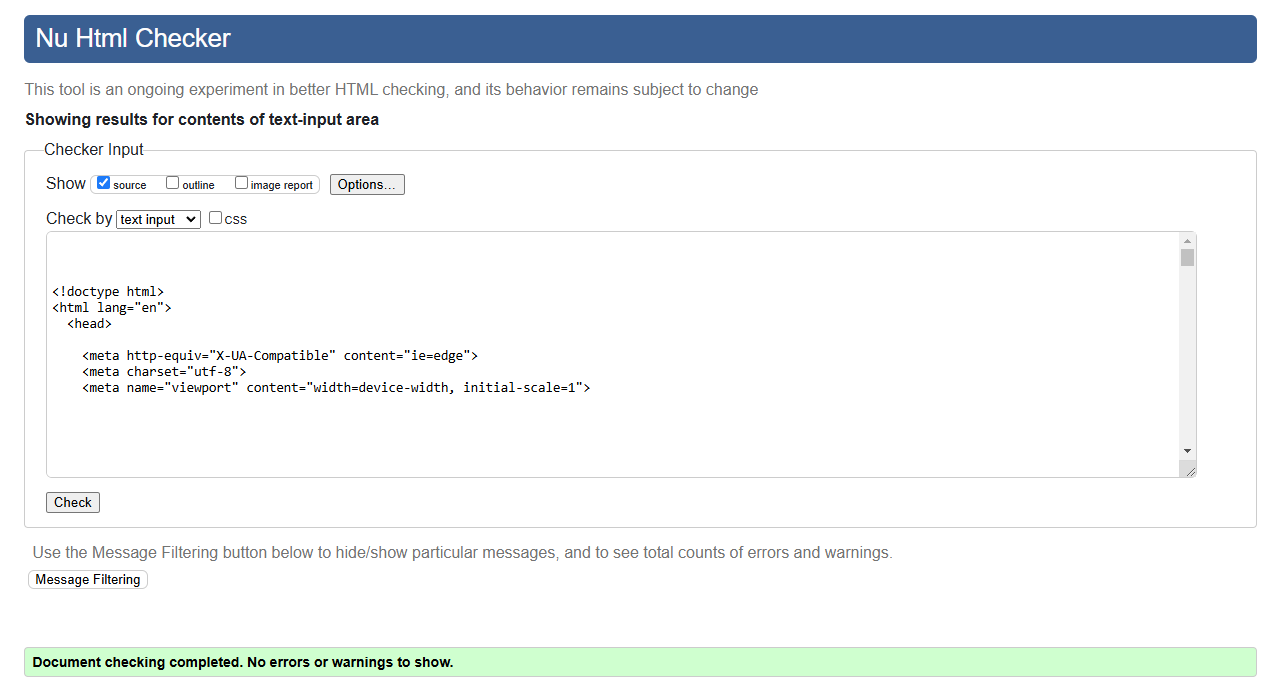 Nu Html Checker
This tool is an ongoing experiment in better HTML checking, and its behavior remains subject to change
Showing results for contents of text-input area
Checker Input
Show source outline image report Options...
Check by text input css
<!doctype html>
<html lang="en">
<head>
<meta http-equiv="X-UA-Compatible" content="ie=edge">
<meta charset="utf-8">
<meta name="viewport" content="width=device-width, initial-scale=1">
Check
Use the Message Filtering button below to hide/show particular messages, and to see total counts of errors and warnings.
Message Filtering
Document checking completed. No errors or warnings to show.